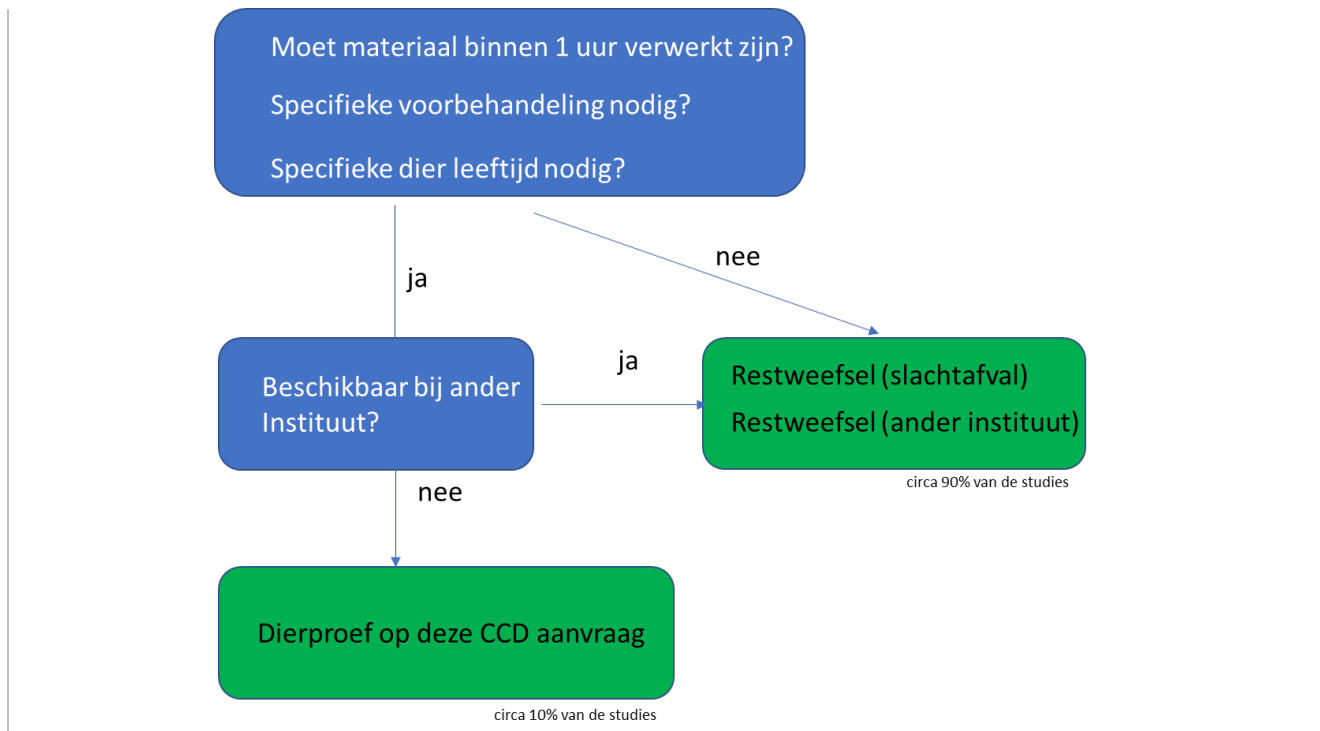 Moet materiaal binnen 1 uur verwerkt zijn?
Specifieke voorbehandeling nodig?
Specifieke dier leeftijd nodig?
nee
ja
ja
Beschikbaar bij ander
Instituut?
Restweefsel (slachtafval)
Restweefsel (ander instituut)
circa 90% van de studies
nee
Dierproef op deze CCD aanvraag
circa 10% van de studies